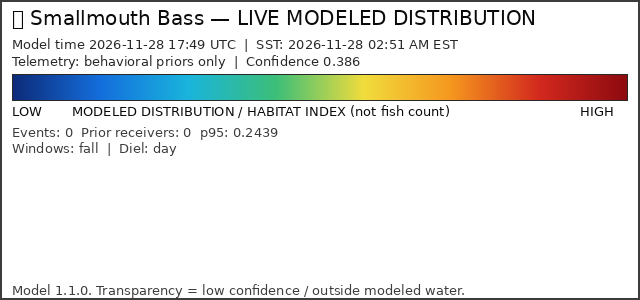 Smallmouth Bass — LIVE MODELED DISTRIBUTION
Model time 2026-11-28 17:49 UTC | SST: 2026-11-28 02:51 AM EST
Telemetry: behavioral priors only | Confidence 0.386
LOW MODELED DISTRIBUTION / HABITAT INDEX (not fish count) HIGH
Events: 0 Prior receivers: 0 p95: 0.2439
Windows: fall | Diel: day
Model 1.1.0. Transparency = low confidence / outside modeled water.